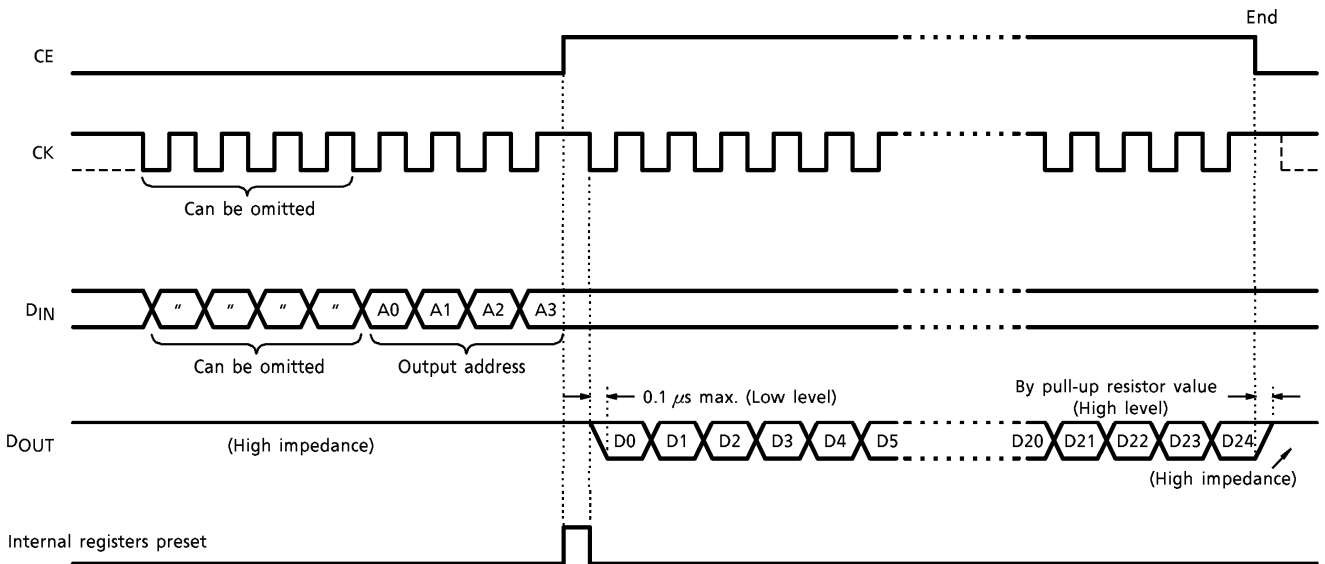 End
CE
CK
Can be omitted
DIN
“ “ “ “ A0 A1 A2 A3
Can be omitted
Output address
0.1 μs max. (Low level)
By pull-up resistor value
(High level)
DOUT
(High impedance)
D0 D1 D2 D3 D4 D5 D20 D21 D22 D23 D24
(High impedance)
Internal registers preset